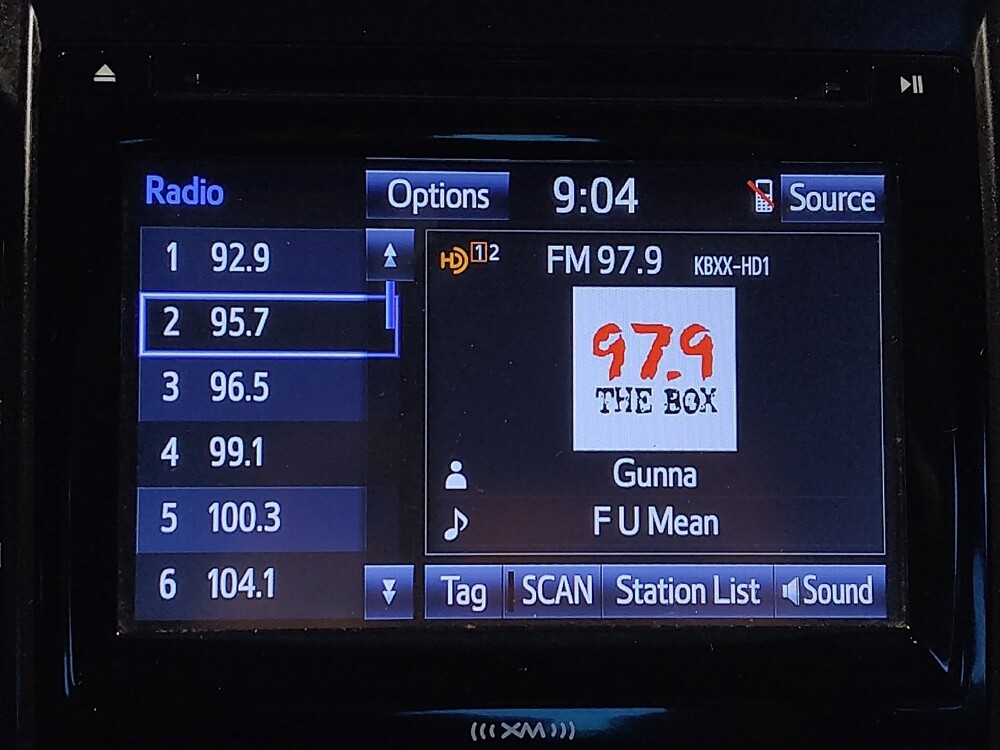 Radio
Options
9:04
Source
1 92.9
2 95.7
3 96.5
4 99.1
5 100.3
6 104.1
HD 1 2
FM 97.9 KBXX-HD1
97.9
THE BOX
Gunna
F U Mean
Tag
SCAN
Station List
Sound
XM